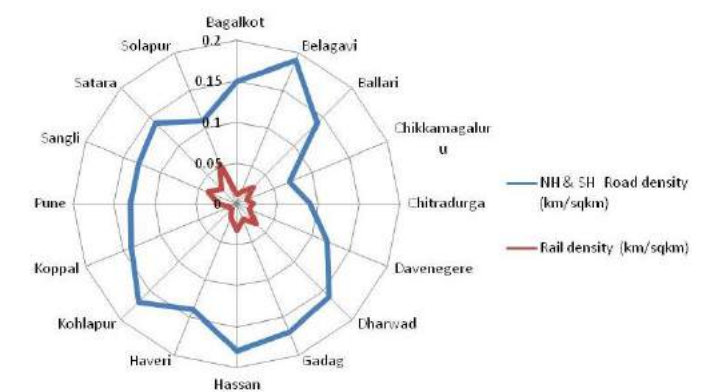 Bagalkot
Solapur
0.2
Belagavi
Satara
0.15
Ballari
Sangli
0.1
Chikkamagalur
u
0.05
Pune
0
Chitradurga
Koppal
Davenegere
Kohlapur
Dharwad
Haveri
Gadag
Hassan
NH & SH Road density
(km/sqkm)
Rail density (km/sqkm)